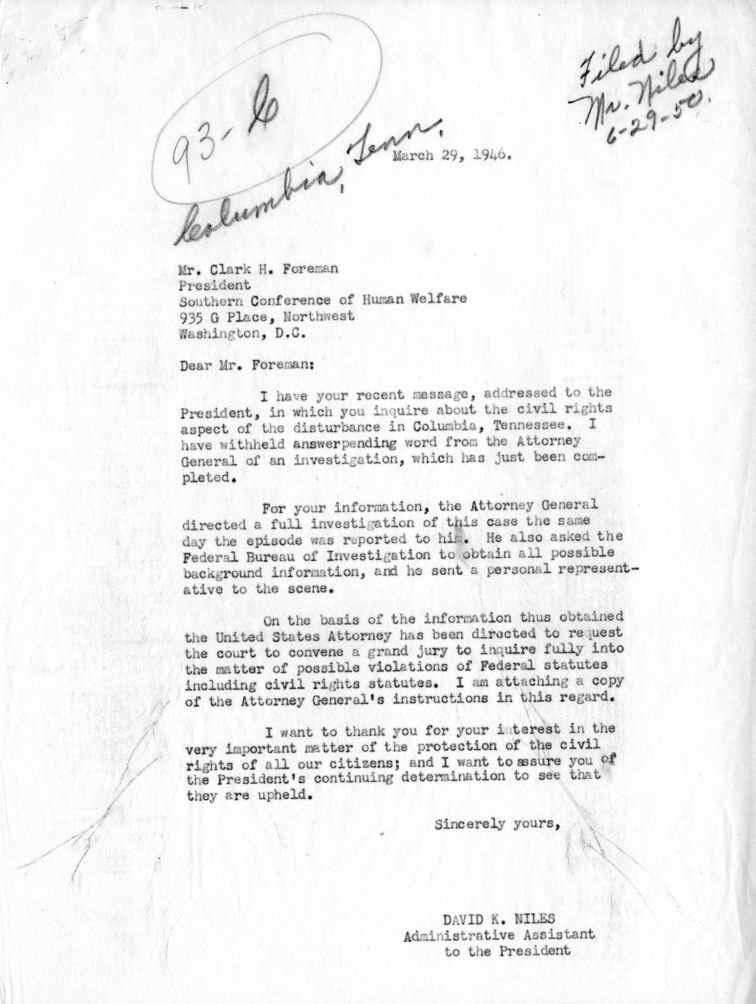 Filed by
Mr. Niles
6-29-50.
93-C
Columbia, Tenn.
March 29, 1946.
Mr. Clark H. Foreman
President
Southern Conference of Human Welfare
935 G Place, Northwest
Washington, D.C.
Dear Mr. Foreman:
I have your recent message, addressed to the
President, in which you inquire about the civil rights
aspect of the disturbance in Columbia, Tennessee. I
have withheld answerpending word from the Attorney
General of an investigation, which has just been com-
pleted.
For your information, the Attorney General
directed a full investigation of this case the same
day the episode was reported to him. He also asked the
Federal Bureau of Investigation to obtain all possible
background information, and he sent a personal represent-
ative to the scene.
On the basis of the information thus obtained
the United States Attorney has been directed to request
the court to convene a grand jury to inquire fully into
the matter of possible violations of Federal statutes
including civil rights statutes. I am attaching a copy
of the Attorney General's instructions in this regard.
I want to thank you for your interest in the
very important matter of the protection of the civil
rights of all our citizens; and I want to assure you of
the President's continuing determination to see that
they are upheld.
Sincerely yours,
DAVID K. NILES
Administrative Assistant
to the President